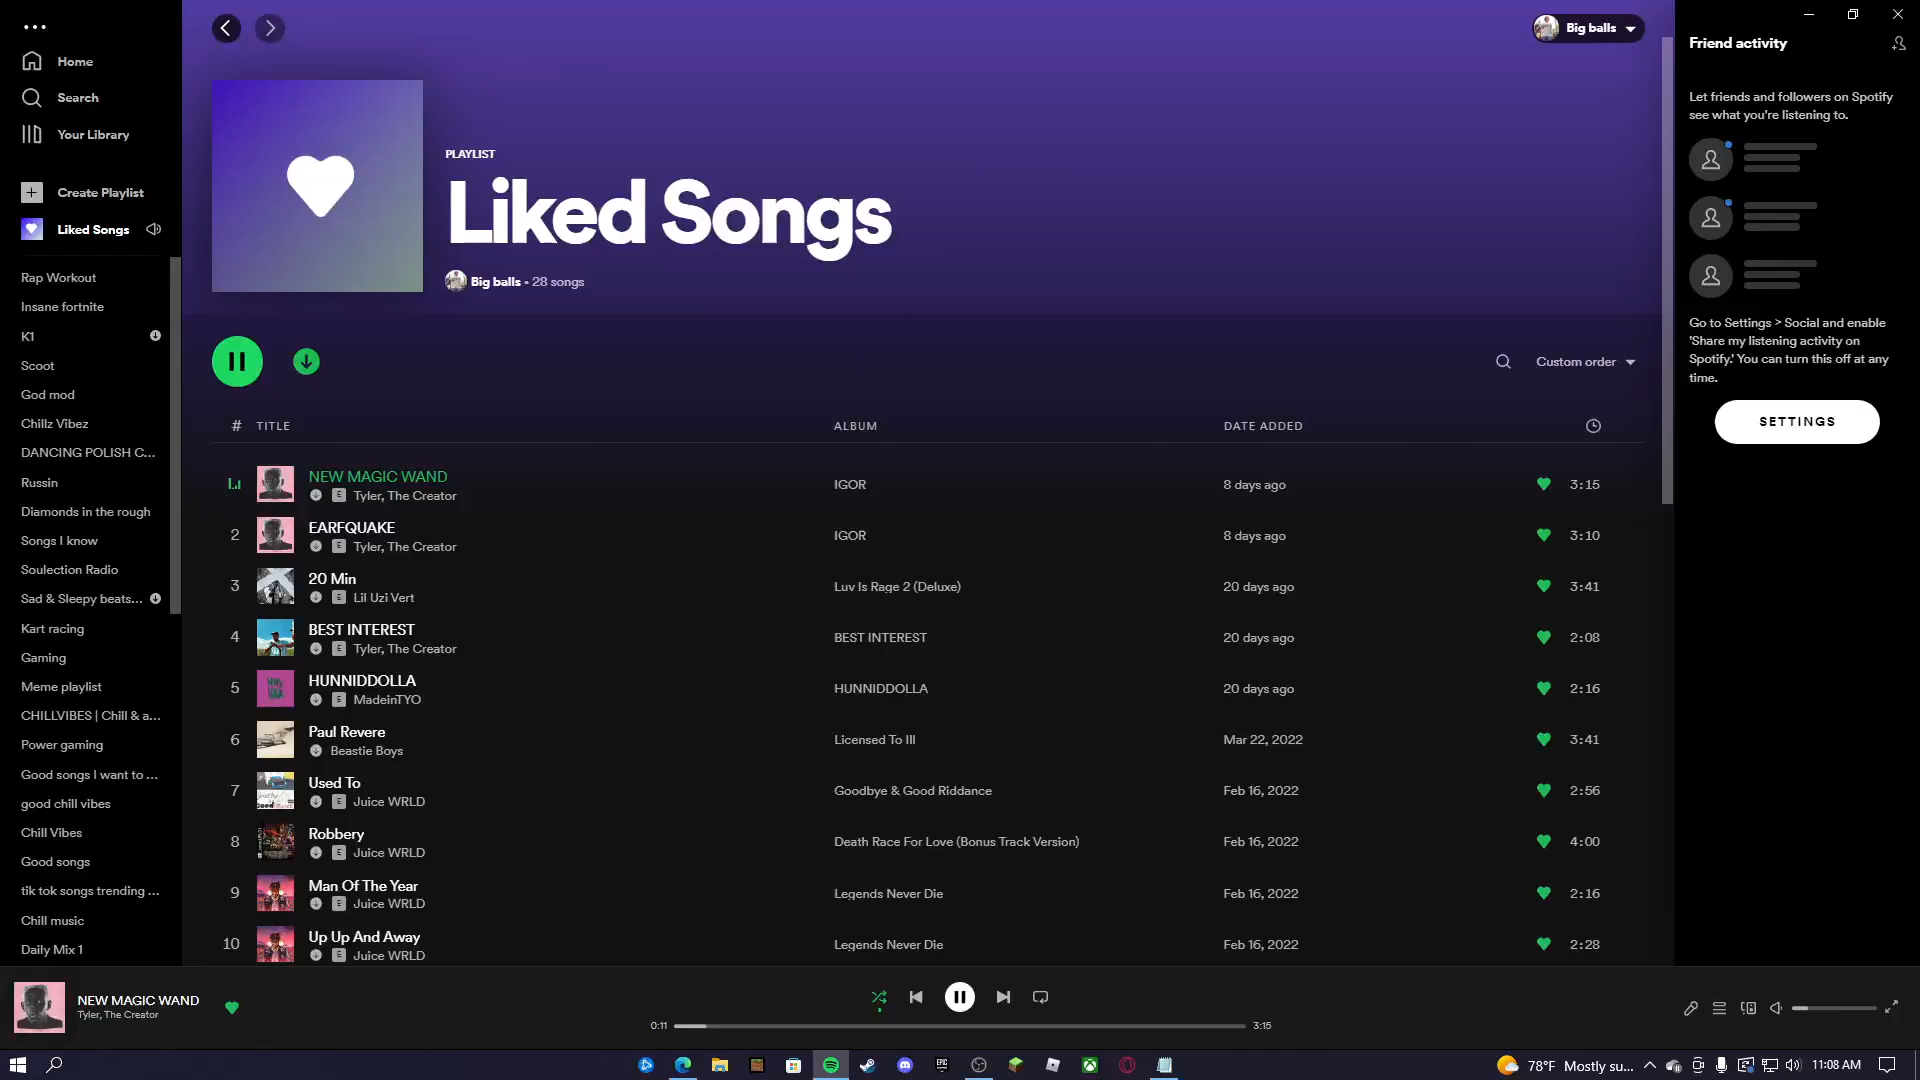 Home
Search
Your Library
Create Playlist
Liked Songs
Rap Workout
Insane fortnite
K1
Scoot
God mod
Chillz Vibez
DANCING POLISH C...
Russin
Diamonds in the rough
Songs I know
Soulection Radio
Sad & Sleepy beats...
Kart racing
Gaming
Meme playlist
CHILLVIBES | Chill & a...
Power gaming
Good songs I want to ...
good chill vibes
Chill Vibes
Good songs
tik tok songs trending ...
Chill music
Daily Mix 1
Big balls
PLAYLIST
Liked Songs
Big balls • 28 songs
Custom order
# TITLE ALBUM DATE ADDED
NEW MAGIC WAND
E Tyler, The Creator
IGOR 8 days ago 3:15
2 EARFQUAKE
E Tyler, The Creator
IGOR 8 days ago 3:10
3 20 Min
E Lil Uzi Vert
Luv Is Rage 2 (Deluxe) 20 days ago 3:41
4 BEST INTEREST
E Tyler, The Creator
BEST INTEREST 20 days ago 2:08
5 HUNNIDDOLLA
E MadeinTYO
HUNNIDDOLLA 20 days ago 2:16
6 Paul Revere
Beastie Boys
Licensed To Ill Mar 22, 2022 3:41
7 Used To
E Juice WRLD
Goodbye & Good Riddance Feb 16, 2022 2:56
8 Robbery
E Juice WRLD
Death Race For Love (Bonus Track Version) Feb 16, 2022 4:00
9 Man Of The Year
E Juice WRLD
Legends Never Die Feb 16, 2022 2:16
10 Up Up And Away
E Juice WRLD
Legends Never Die Feb 16, 2022 2:28
Friend activity
Let friends and followers on Spotify
see what you're listening to.
Go to Settings > Social and enable
'Share my listening activity on
Spotify.' You can turn this off at any
time.
SETTINGS
NEW MAGIC WAND
Tyler, The Creator
0:11 3:15
EPIC
78°F Mostly su... 11:08 AM